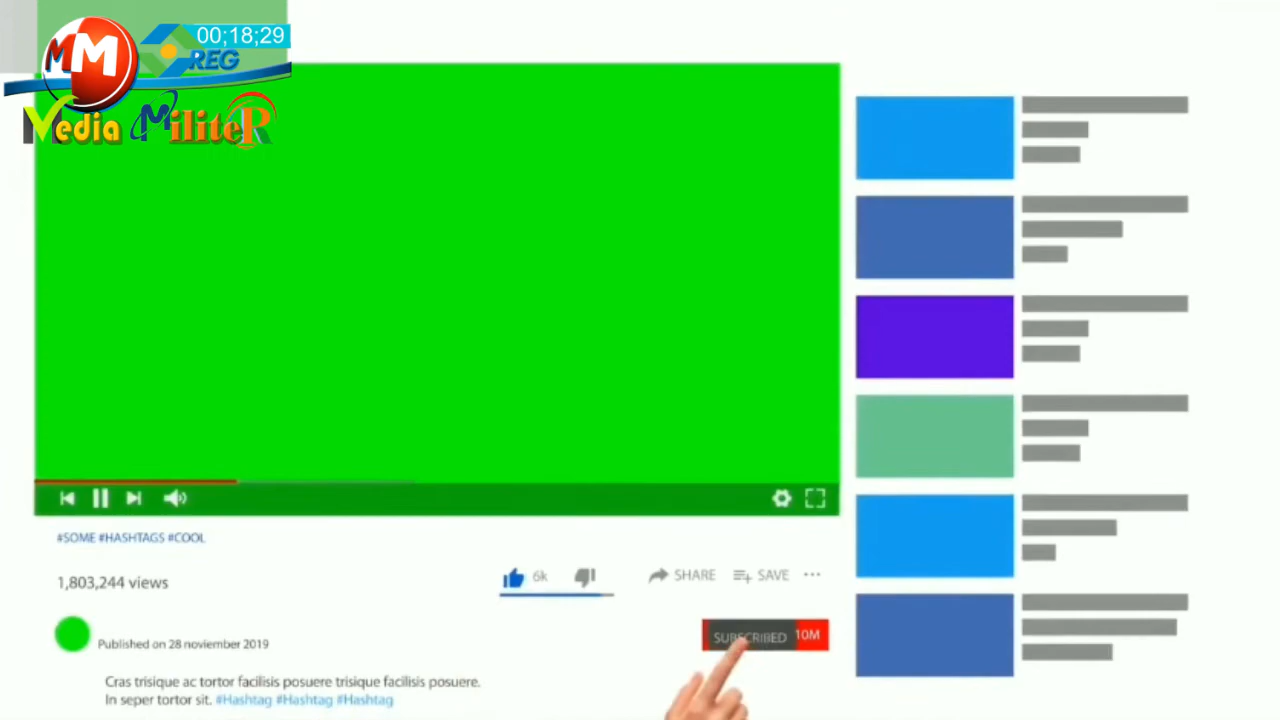 00;18;29
MM
REG
Media MiliteR
#SOME #HASHTAGS #COOL
1,803,244 views
6k
SHARE
SAVE
SUBSCRIBED 10M
Published on 28 noviember 2019
Cras trisique ac tortor facilisis posuere trisique facilisis posuere.
In seper tortor sit. #Hashtag #Hashtag #Hashtag